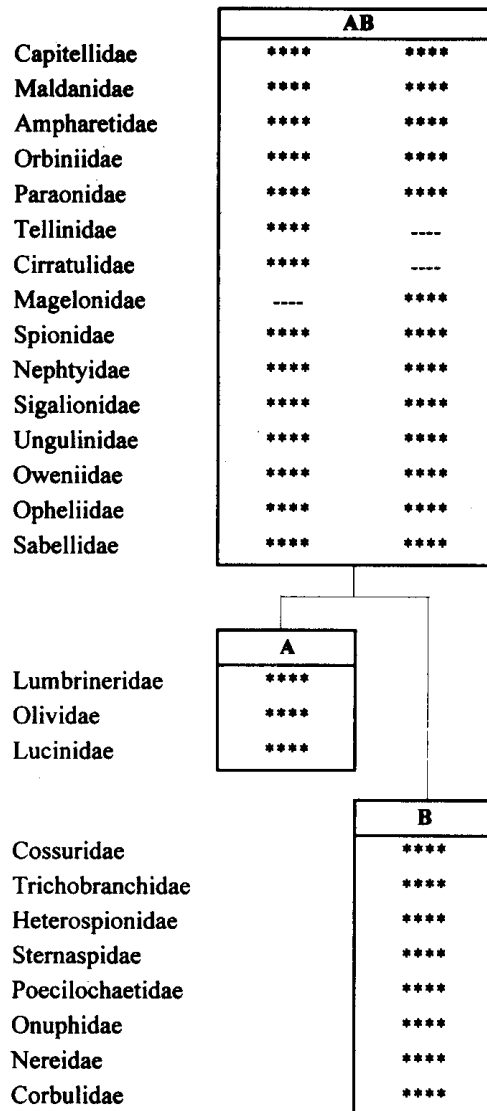 AB
Capitellidae **** ****
Maldanidae **** ****
Ampharetidae **** ****
Orbiniidae **** ****
Paraonidae **** ****
Tellinidae **** ----
Cirratulidae **** ----
Magelonidae ---- ****
Spionidae **** ****
Nephtyidae **** ****
Sigalionidae **** ****
Ungulinidae **** ****
Oweniidae **** ****
Opheliidae **** ****
Sabellidae **** ****
A
Lumbrineridae ****
Olividae ****
Lucinidae ****
B
Cossuridae ****
Trichobranchidae ****
Heterospionidae ****
Sternaspidae ****
Poecilochaetidae ****
Onuphidae ****
Nereidae ****
Corbulidae ****